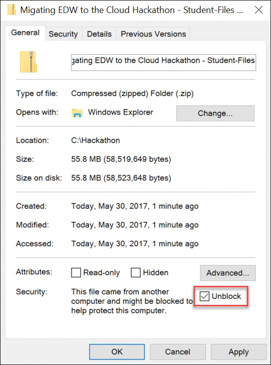 Migating EDW to the Cloud Hackathon - Student-Files ...
General Security Details Previous Versions
gating EDW to the Cloud Hackathon - Student-Files
Type of file: Compressed (zipped) Folder (.zip)
Opens with: Windows Explorer Change...
Location: C:\Hackathon
Size: 55.8 MB (58,519,649 bytes)
Size on disk: 55.8 MB (58,523,648 bytes)
Created: Today, May 30, 2017, 1 minute ago
Modified: Today, May 30, 2017, 1 minute ago
Accessed: Today, May 30, 2017, 1 minute ago
Attributes: Read-only Hidden Advanced...
Security: This file came from another
computer and might be blocked to
help protect this computer.
Unblock
OK Cancel Apply